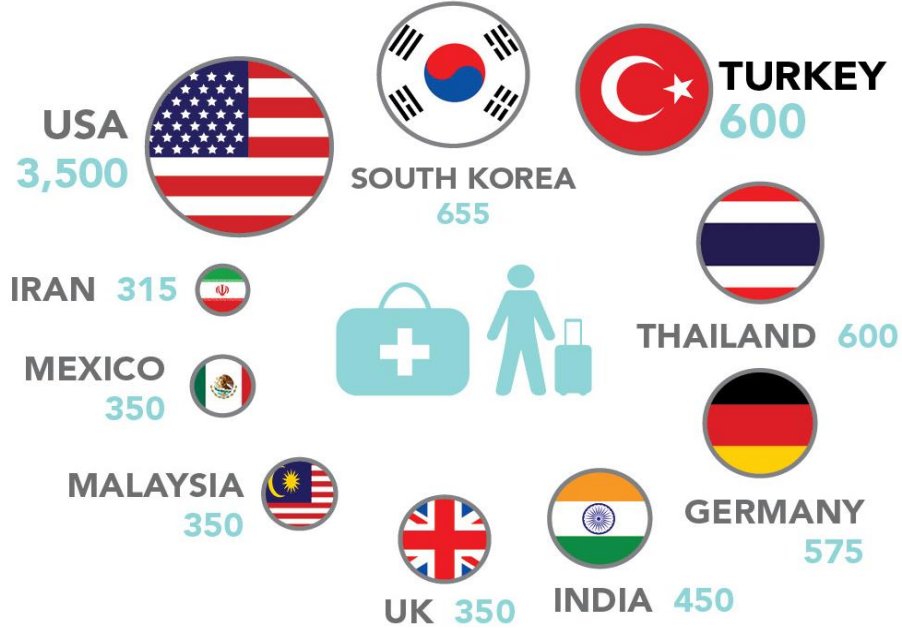 USA
3,500
SOUTH KOREA
655
TURKEY
600
THAILAND 600
GERMANY
575
INDIA 450
UK 350
MALAYSIA
350
MEXICO
350
IRAN 315